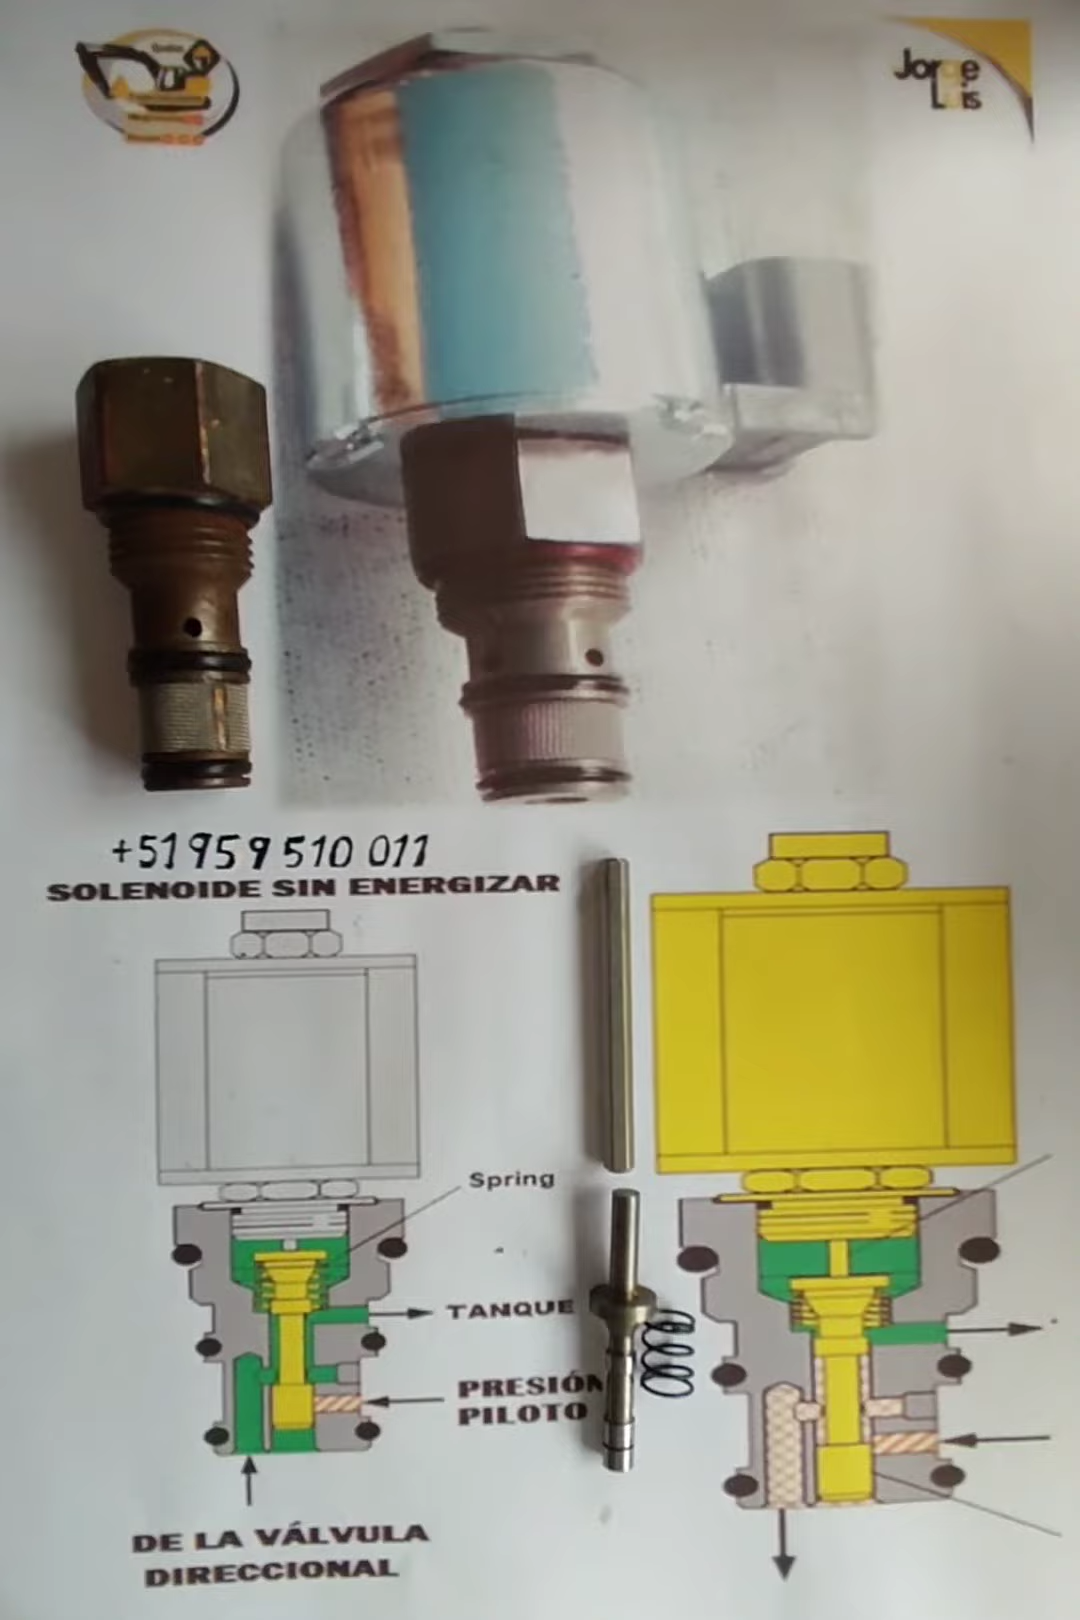 Jorge
Luis
+51 959 510 011
SOLENOIDE SIN ENERGIZAR
Spring
TANQUE
PRESIÓN
PILOTO
DE LA VÁLVULA
DIRECCIONAL